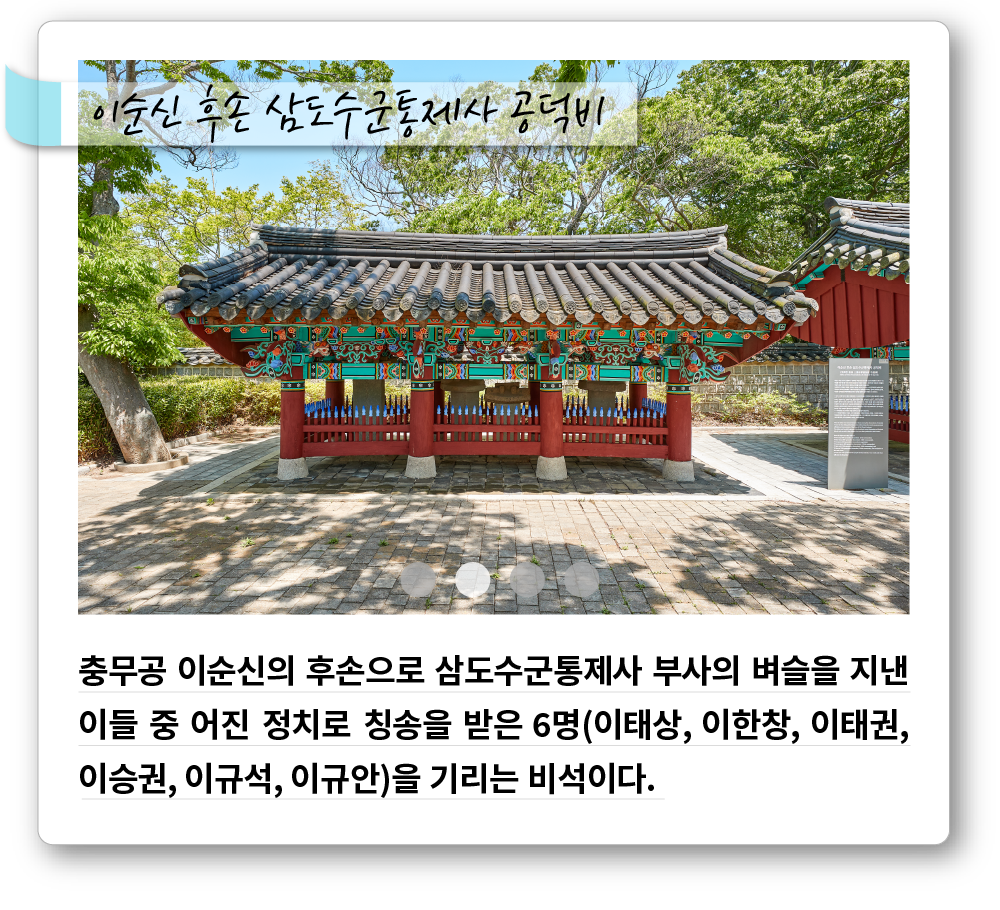 이순신 후손 삼도수군통제사 공덕비
충무공 이순신의 후손으로 삼도수군통제사 부사의 벼슬을 지낸
이들 중 어진 정치로 칭송을 받은 6명(이태상, 이한창, 이태권,
이승권, 이규석, 이규안)을 기리는 비석이다.